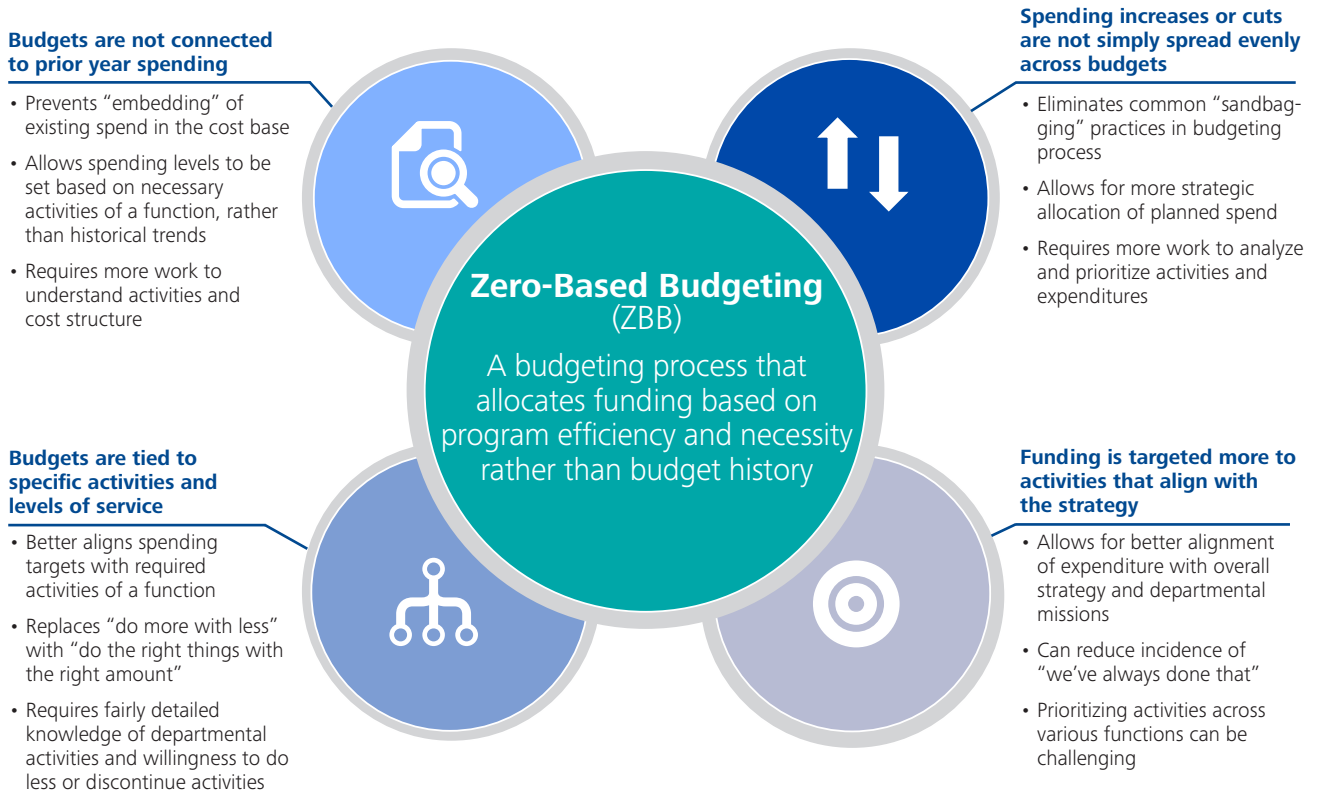 Budgets are not connected
to prior year spending
• Prevents “embedding” of
existing spend in the cost base
• Allows spending levels to be
set based on necessary
activities of a function, rather
than historical trends
• Requires more work to
understand activities and
cost structure
Spending increases or cuts
are not simply spread evenly
across budgets
• Eliminates common “sandbag-
ging” practices in budgeting
process
• Allows for more strategic
allocation of planned spend
• Requires more work to analyze
and prioritize activities and
expenditures
Zero-Based Budgeting
(ZBB)
A budgeting process that
allocates funding based on
program efficiency and necessity
rather than budget history
Budgets are tied to
specific activities and
levels of service
• Better aligns spending
targets with required
activities of a function
• Replaces “do more with less”
with “do the right things with
the right amount”
• Requires fairly detailed
knowledge of departmental
activities and willingness to do
less or discontinue activities
Funding is targeted more to
activities that align with
the strategy
• Allows for better alignment
of expenditure with overall
strategy and departmental
missions
• Can reduce incidence of
“we’ve always done that”
• Prioritizing activities across
various functions can be
challenging